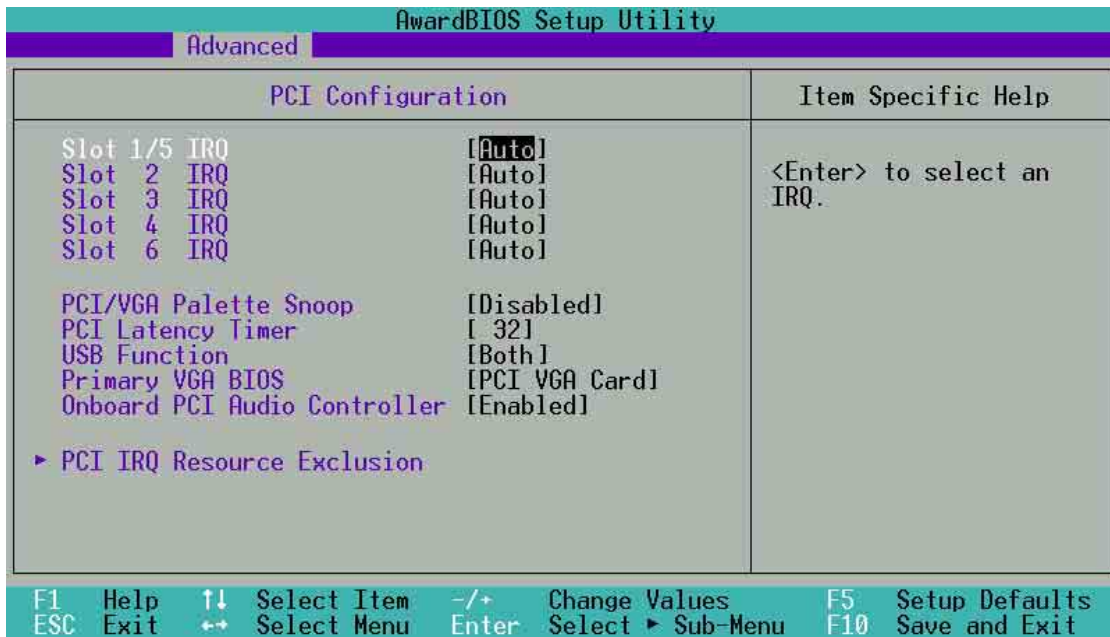 AwardBIOS Setup Utility
Advanced
PCI Configuration
Item Specific Help
Slot 1/5 IRQ [Auto]
Slot 2 IRQ [Auto]
Slot 3 IRQ [Auto]
Slot 4 IRQ [Auto]
Slot 6 IRQ [Auto]
PCI/VGA Palette Snoop [Disabled]
PCI Latency Timer [ 32]
USB Function [Both]
Primary VGA BIOS [PCI VGA Card]
Onboard PCI Audio Controller [Enabled]
► PCI IRQ Resource Exclusion
<Enter> to select an
IRQ.
F1 Help ↑↓ Select Item -/+ Change Values F5 Setup Defaults
ESC Exit ←→ Select Menu Enter Select ► Sub-Menu F10 Save and Exit